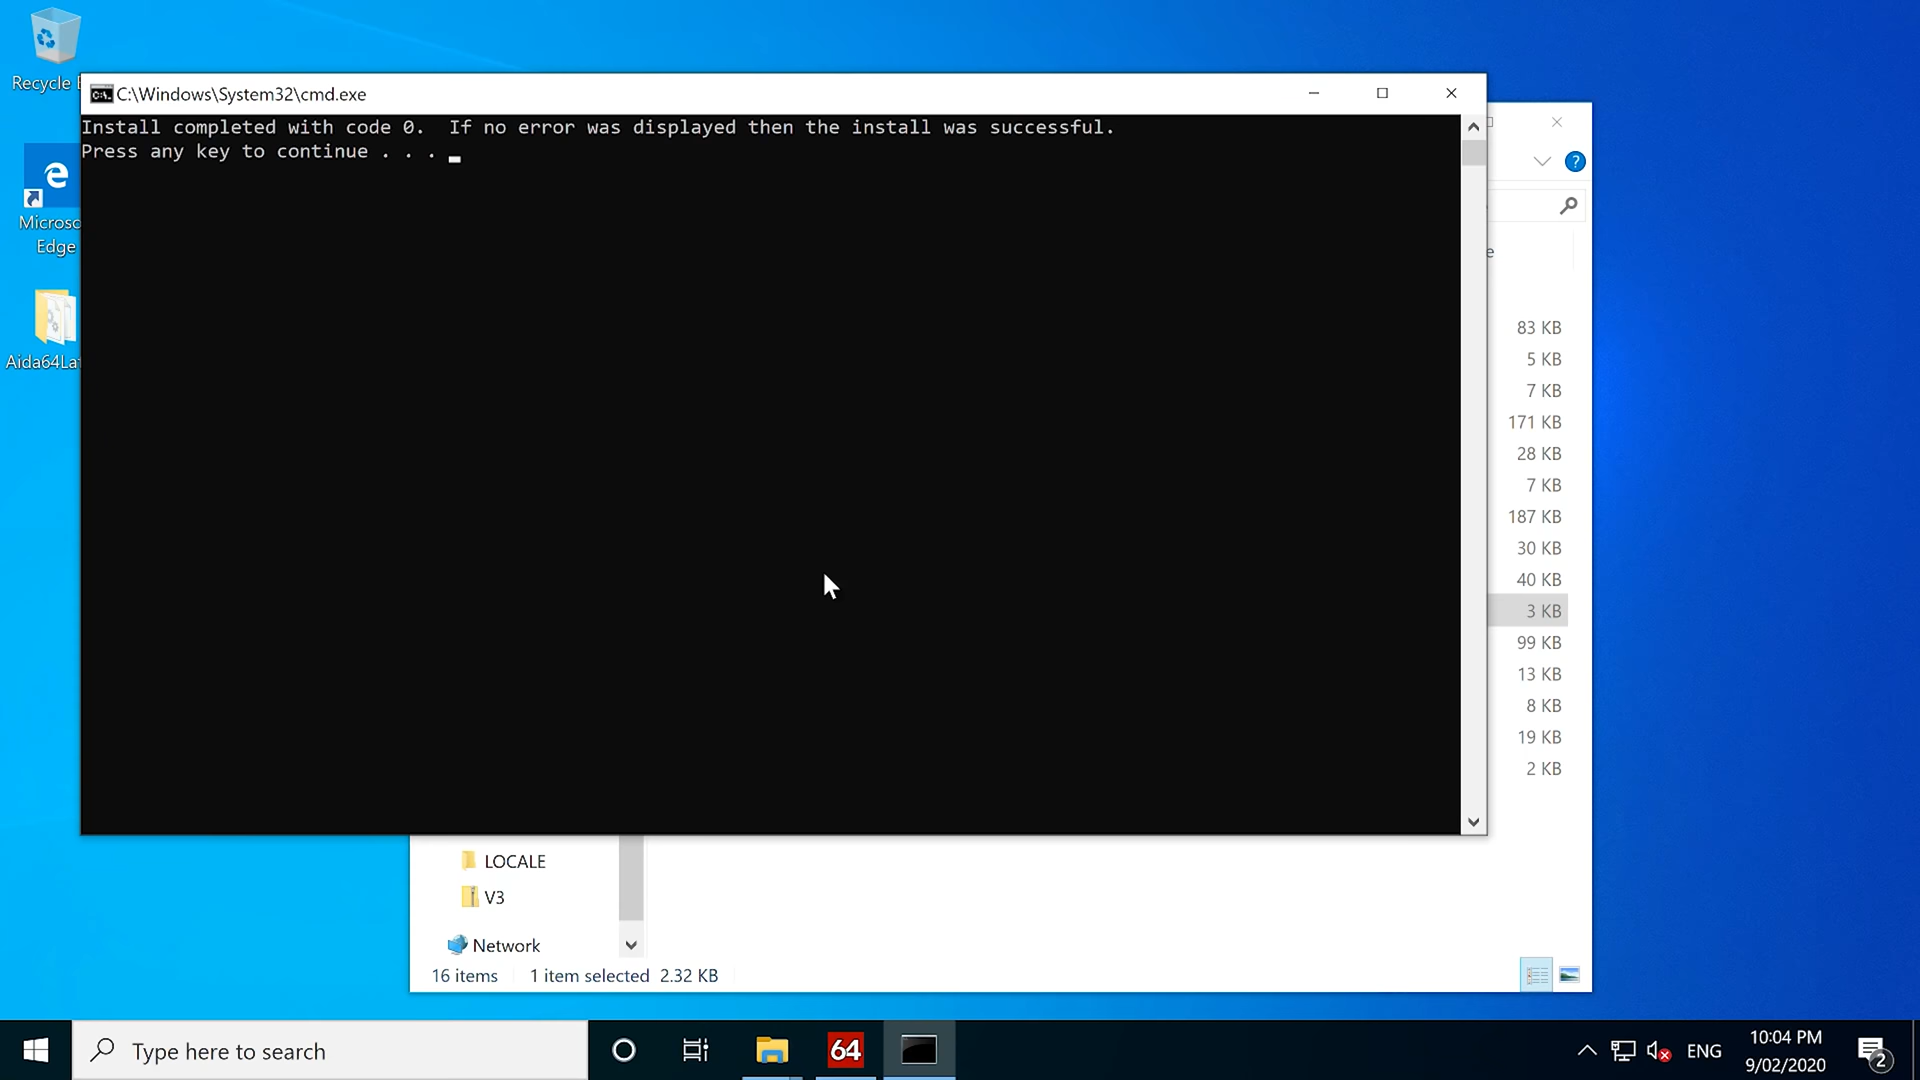 Recycle
C:\Windows\System32\cmd.exe
Install completed with code 0.  If no error was displayed then the install was successful.
Press any key to continue . . .
Edge
83 KB
5 KB
7 KB
171 KB
28 KB
7 KB
187 KB
30 KB
40 KB
3 KB
99 KB
13 KB
8 KB
19 KB
2 KB
LOCALE
V3
Network
16 items 1 item selected 2.32 KB
Type here to search
64
ENG
10:04 PM
9/02/2020
2